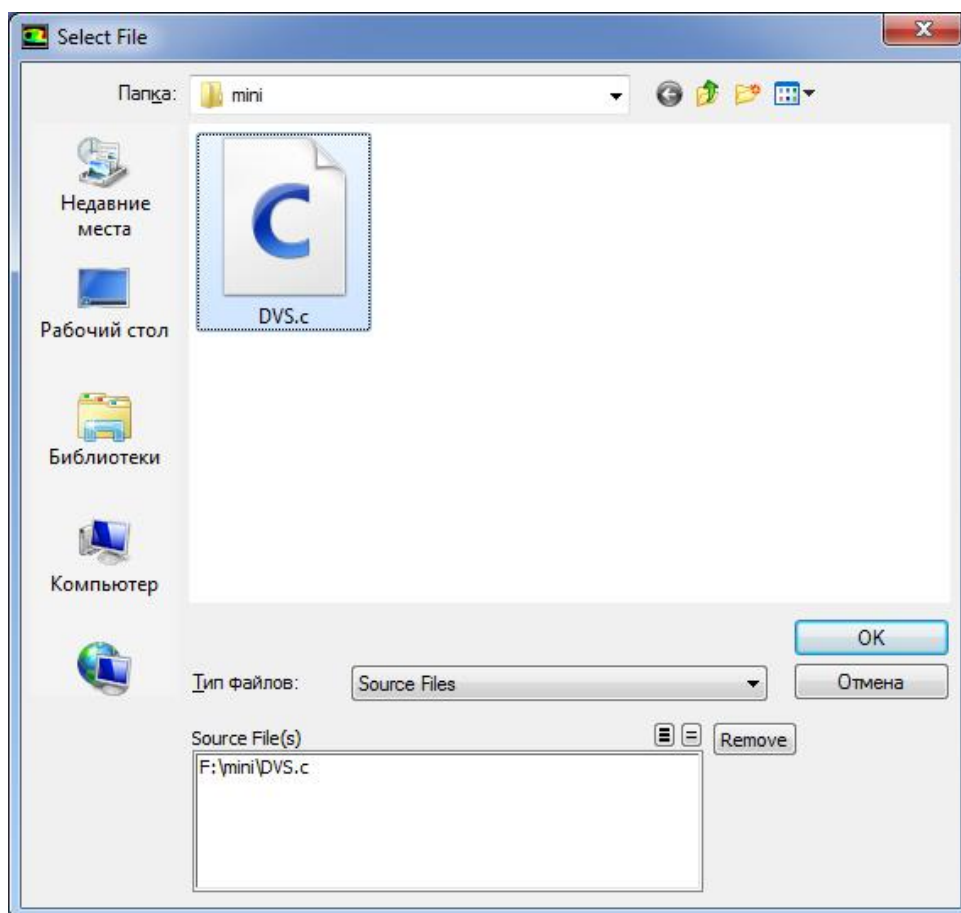 Select File
Папка:
mini
Недавние
места
Рабочий стол
Библиотеки
Компьютер
C
DVS.c
OK
Тип файлов:
Source Files
Отмена
Source File(s)
Remove
F:\mini\DVS.c